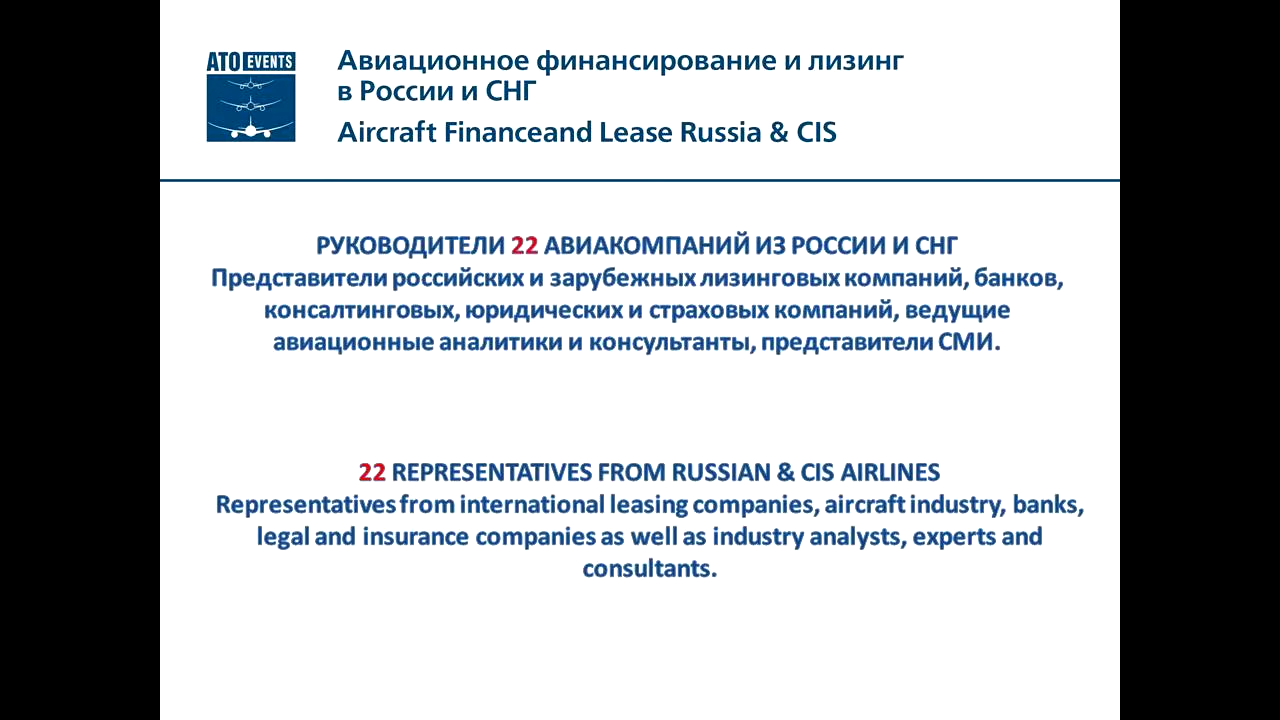 ATO EVENTS
Авиационное финансирование и лизинг
в России и СНГ
Aircraft Financeand Lease Russia & CIS
РУКОВОДИТЕЛИ 22 АВИАКОМПАНИЙ ИЗ РОССИИ И СНГ
Представители российских и зарубежных лизинговых компаний, банков,
консалтинговых, юридических и страховых компаний, ведущие
авиационные аналитики и консультанты, представители СМИ.
22 REPRESENTATIVES FROM RUSSIAN & CIS AIRLINES
Representatives from international leasing companies, aircraft industry, banks,
legal and insurance companies as well as industry analysts, experts and
consultants.